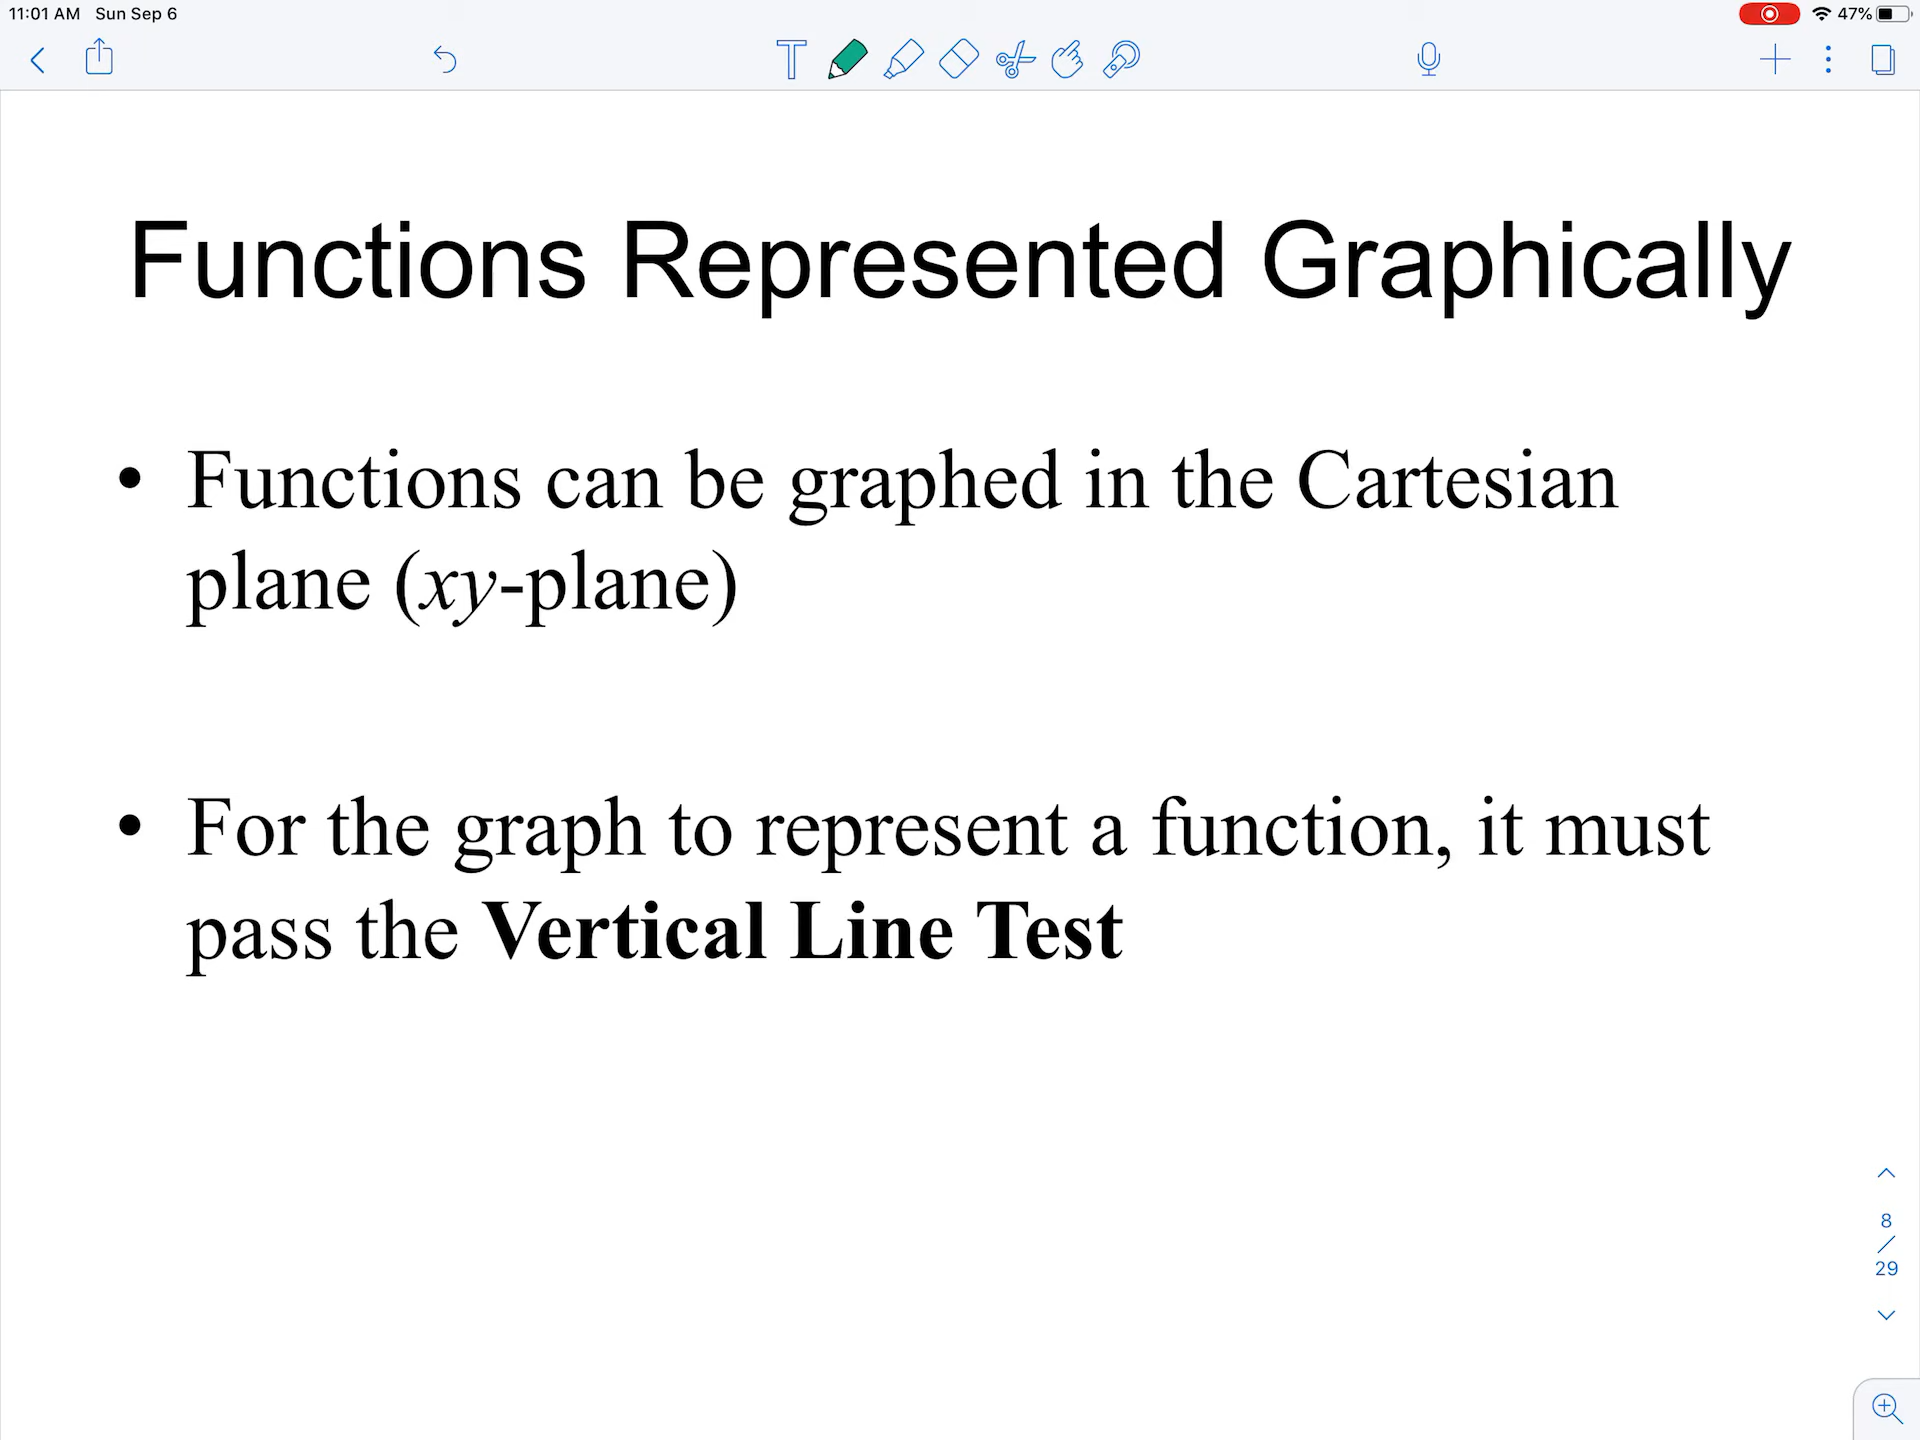 11:01 AM Sun Sep 6
47%
T
Functions Represented Graphically
• Functions can be graphed in the Cartesian
plane (xy-plane)
• For the graph to represent a function, it must
pass the Vertical Line Test
8
/
29